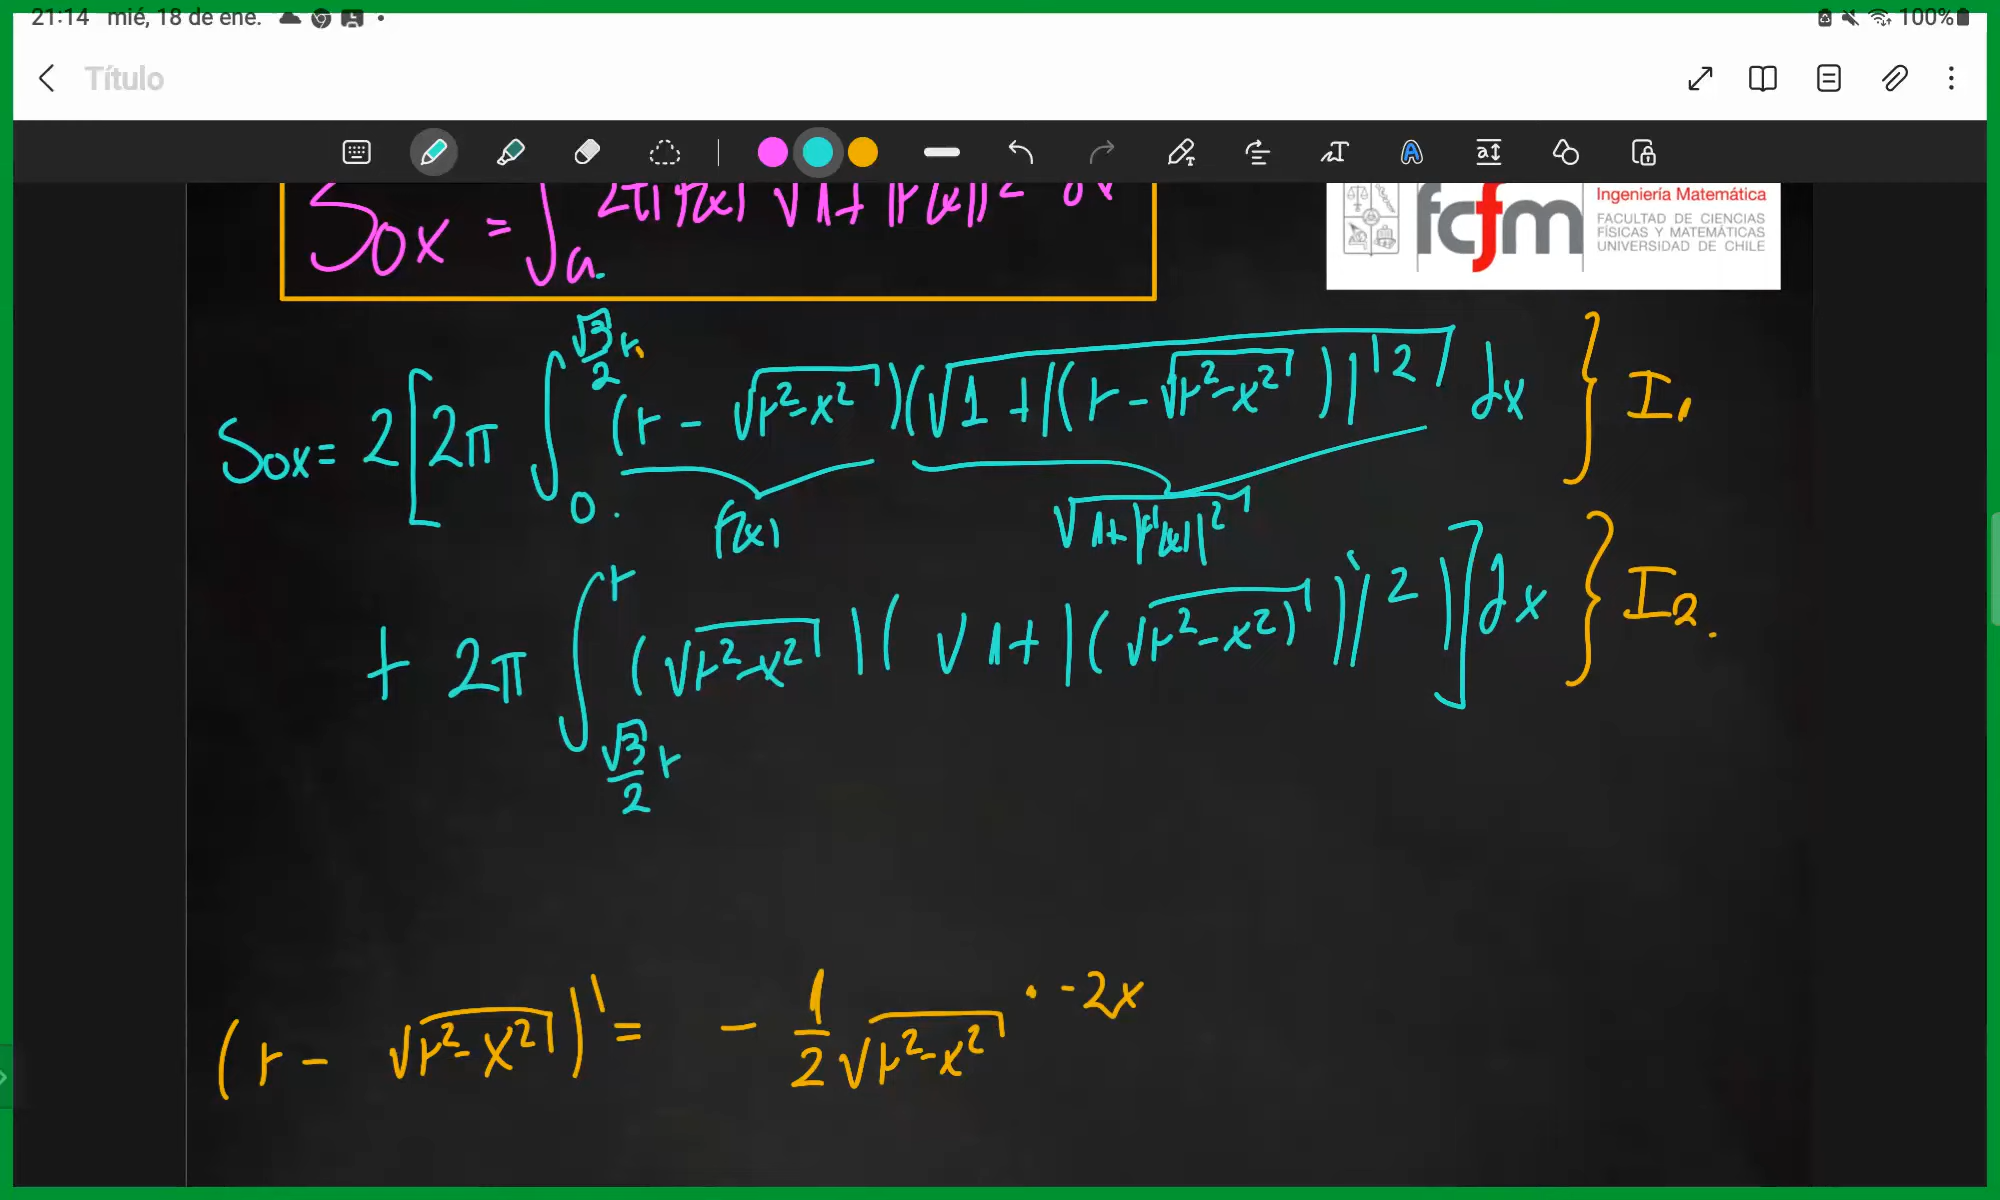 21:14 mié, 18 de ene. 100%
Título
Sox = ∫a 2π f(x) √1+|f'(x)|² dx
Ingeniería Matemática
fcfm
FACULTAD DE CIENCIAS
FÍSICAS Y MATEMÁTICAS
UNIVERSIDAD DE CHILE
Sox = 2[2π ∫₀^{√3/2 r} (r - √r²-x²)(√1+|(r-√r²-x²)|'²) dx } I₁
f(x) √1+|f'(x)|²
+ 2π ∫_{√3/2 r}^{r} (√r²-x²)(√1+|(√r²-x²)'|²)] dx } I₂.
(r - √r²-x²)' = - 1/2√r²-x² · -2x